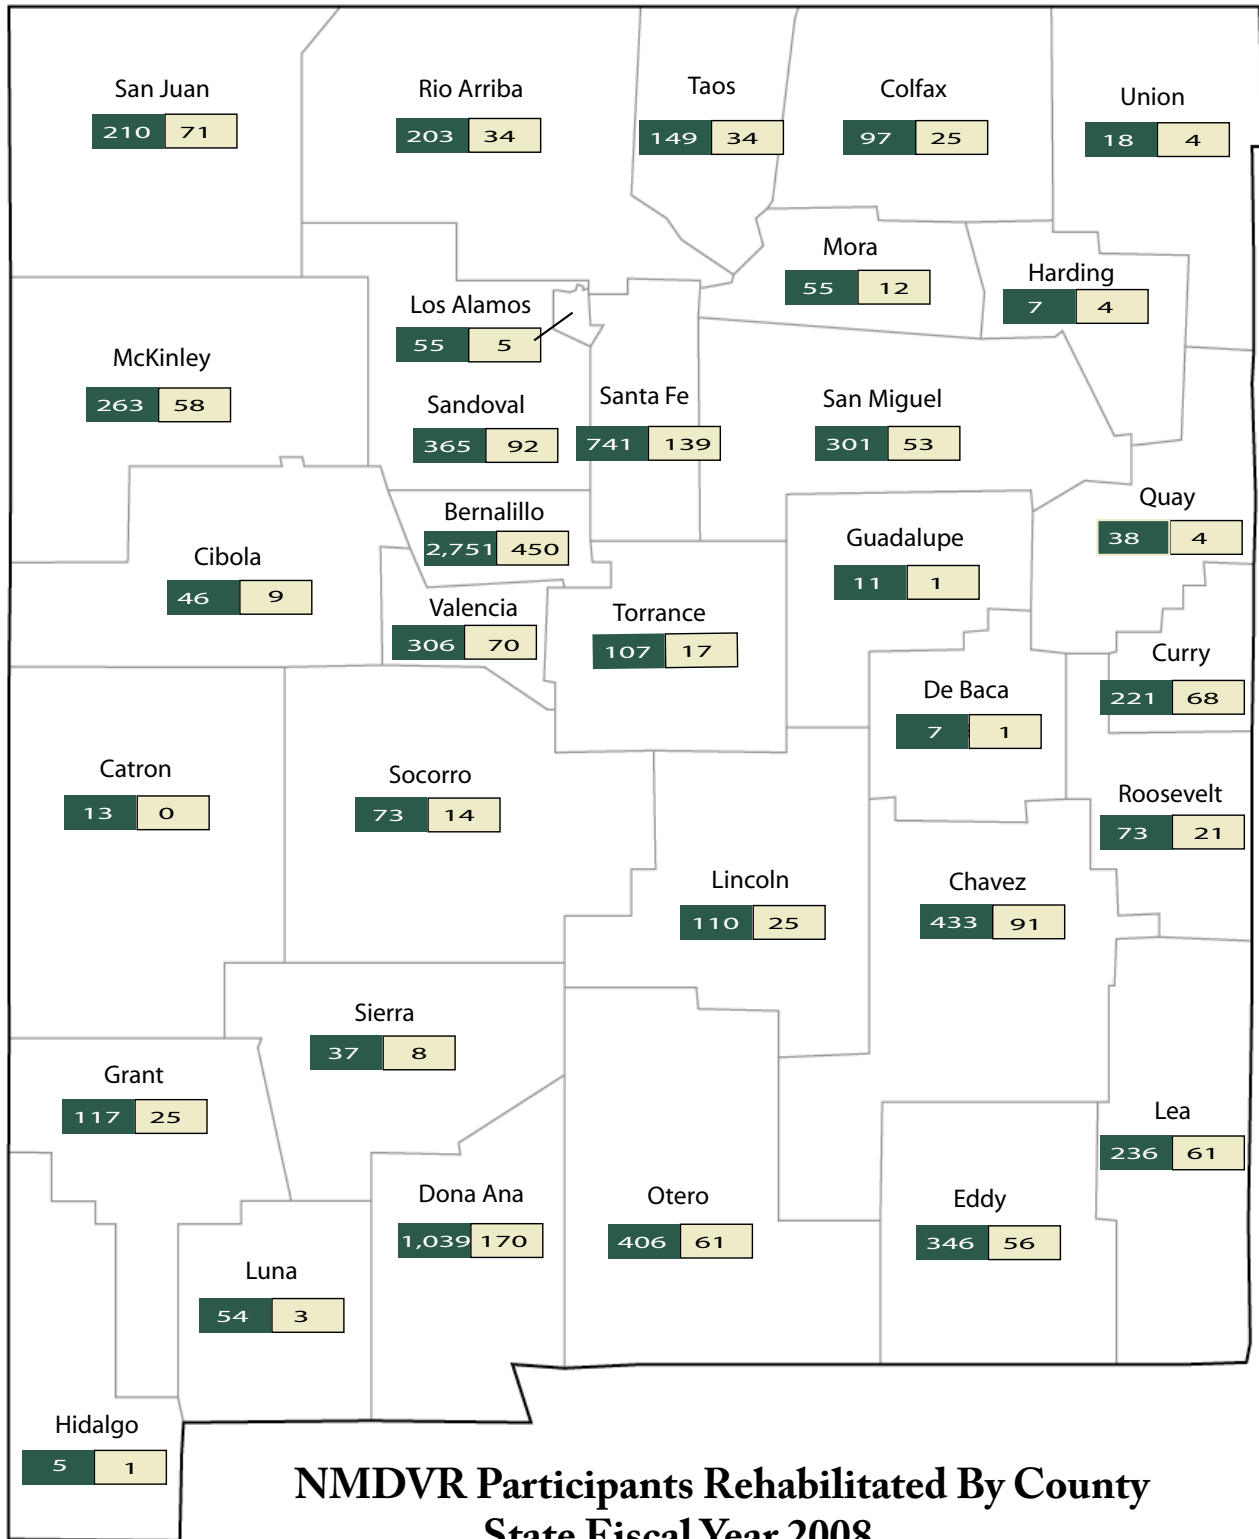 San Juan
210 71
Rio Arriba
203 34
Taos
149 34
Colfax
97 25
Union
18 4
Mora
55 12
Harding
7 4
Los Alamos
55 5
McKinley
263 58
Sandoval
365 92
Santa Fe
741 139
San Miguel
301 53
Quay
38 4
Bernalillo
2,751 450
Guadalupe
11 1
Cibola
46 9
Valencia
306 70
Torrance
107 17
Curry
221 68
De Baca
7 1
Catron
13 0
Socorro
73 14
Roosevelt
73 21
Lincoln
110 25
Chavez
433 91
Sierra
37 8
Grant
117 25
Lea
236 61
Dona Ana
1,039 170
Otero
406 61
Eddy
346 56
Luna
54 3
Hidalgo
5 1
NMDVR Participants Rehabilitated By County
State Fiscal Year 2008